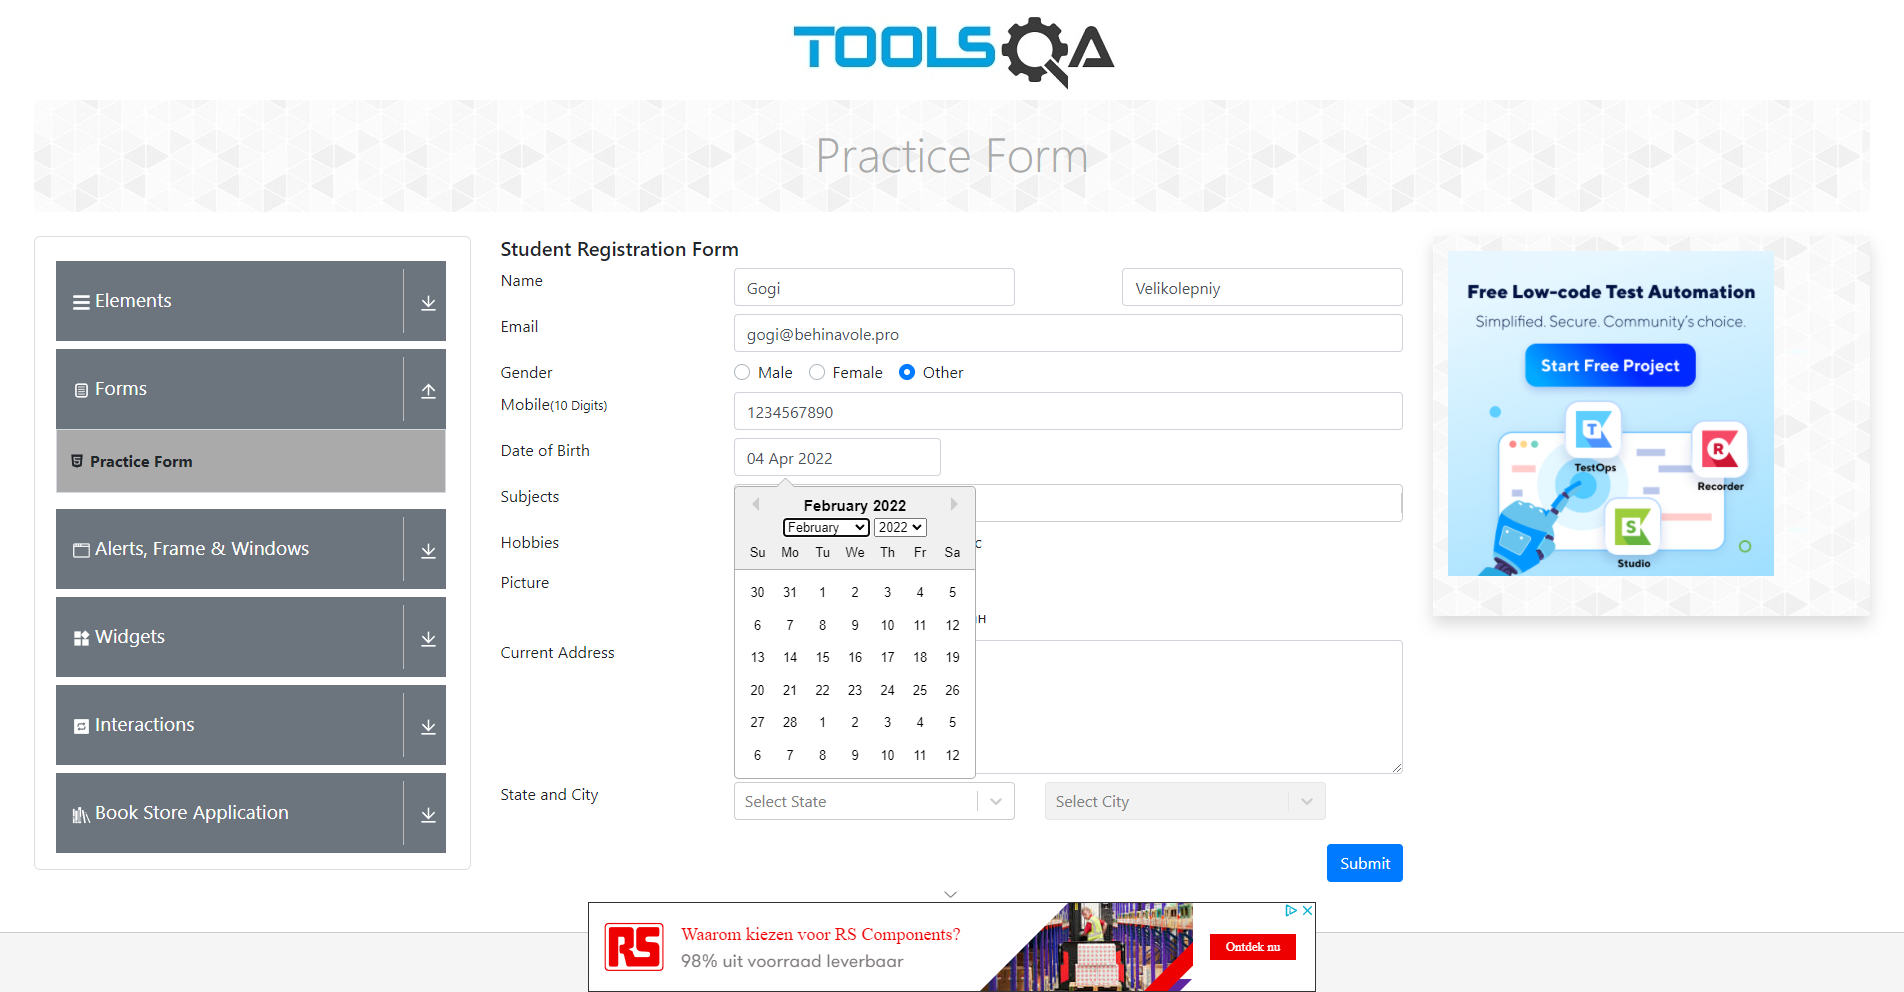 TOOLSQA
Practice Form
Elements
Forms
Practice Form
Alerts, Frame & Windows
Widgets
Interactions
Book Store Application
Student Registration Form
Name
Gogi
Velikolepniy
Email
gogi@behinavole.pro
Gender
Male
Female
Other
Mobile(10 Digits)
1234567890
Date of Birth
04 Apr 2022
February 2022
February
2022
Su Mo Tu We Th Fr Sa
30 31 1 2 3 4 5
6 7 8 9 10 11 12
13 14 15 16 17 18 19
20 21 22 23 24 25 26
27 28 1 2 3 4 5
6 7 8 9 10 11 12
Subjects
Hobbies
c
Picture
н
Current Address
State and City
Select State
Select City
Submit
Free Low-code Test Automation
Simplified. Secure. Community's choice.
Start Free Project
T
TestOps
R
Recorder
S
Studio
RS
Waarom kiezen voor RS Components?
98% uit voorraad leverbaar
Ontdek nu